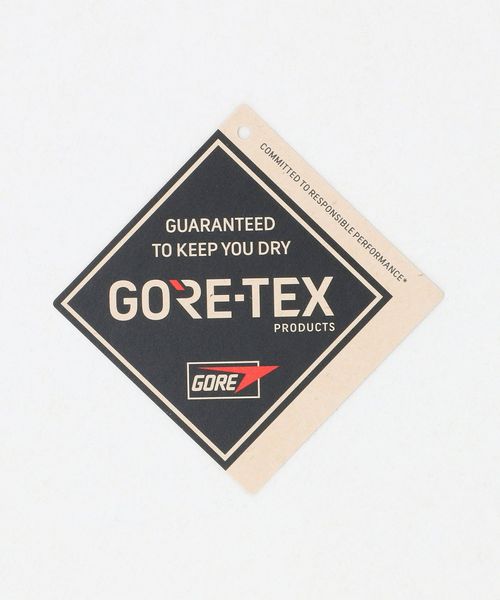 COMMITTED TO RESPONSIBLE PERFORMANCE*
GUARANTEED
TO KEEP YOU DRY
GORE-TEX
PRODUCTS
GORE